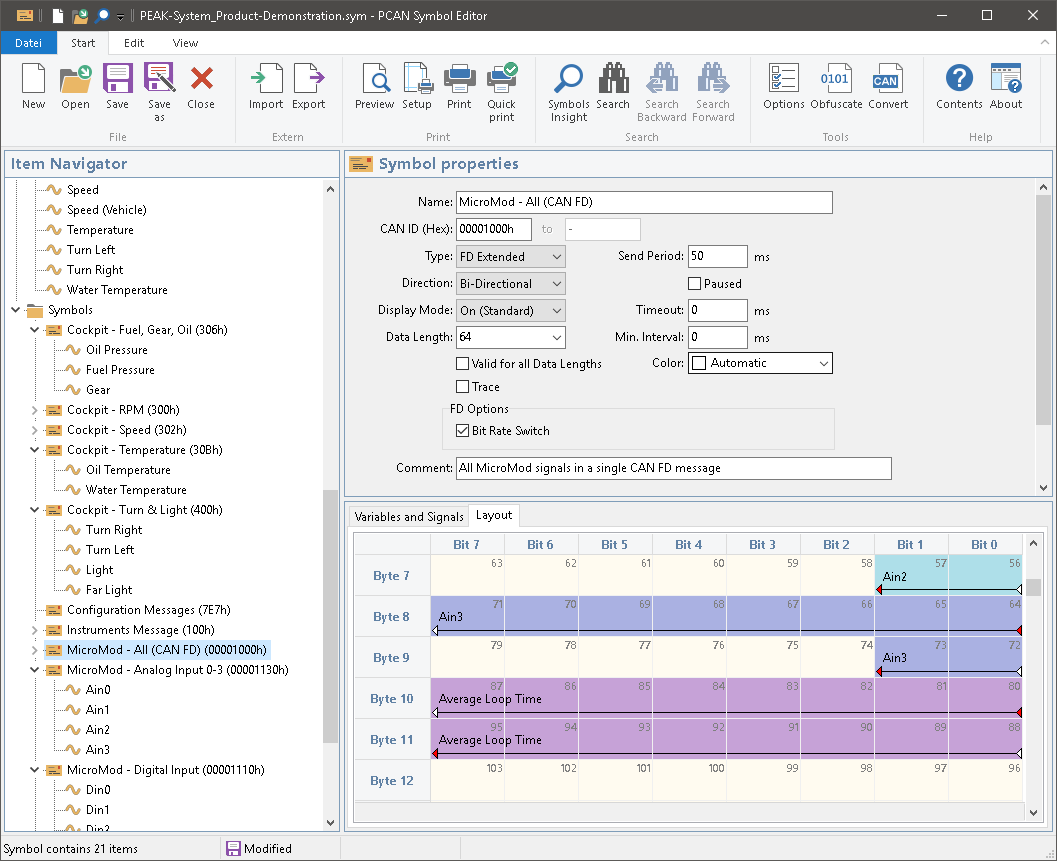 PEAK-System_Product-Demonstration.sym - PCAN Symbol Editor
Datei Start Edit View
New Open Save Save as Close Import Export Preview Setup Print Quick print Symbols Insight Search Search Backward Search Forward Options Obfuscate Convert Contents About
0101 CAN
File Extern Print Search Tools Help
Item Navigator
Speed
Speed (Vehicle)
Temperature
Turn Left
Turn Right
Water Temperature
Symbols
Cockpit - Fuel, Gear, Oil (306h)
Oil Pressure
Fuel Pressure
Gear
Cockpit - RPM (300h)
Cockpit - Speed (302h)
Cockpit - Temperature (30Bh)
Oil Temperature
Water Temperature
Cockpit - Turn & Light (400h)
Turn Right
Turn Left
Light
Far Light
Configuration Messages (7E7h)
Instruments Message (100h)
MicroMod - All (CAN FD) (00001000h)
MicroMod - Analog Input 0-3 (00001130h)
Ain0
Ain1
Ain2
Ain3
MicroMod - Digital Input (00001110h)
Din0
Din1
Din2
Symbol properties
Name: MicroMod - All (CAN FD)
CAN ID (Hex): 00001000h to -
Type: FD Extended Send Period: 50 ms
Direction: Bi-Directional Paused
Display Mode: On (Standard) Timeout: 0 ms
Data Length: 64 Min. Interval: 0 ms
Valid for all Data Lengths Color: Automatic
Trace
FD Options
Bit Rate Switch
Comment: All MicroMod signals in a single CAN FD message
Variables and Signals Layout
Bit 7 Bit 6 Bit 5 Bit 4 Bit 3 Bit 2 Bit 1 Bit 0
Byte 7 63 62 61 60 59 58 57 56
Ain2
Byte 8 71 70 69 68 67 66 65 64
Ain3
Byte 9 79 78 77 76 75 74 73 72
Ain3
Byte 10 87 86 85 84 83 82 81 80
Average Loop Time
Byte 11 95 94 93 92 91 90 89 88
Average Loop Time
Byte 12 103 102 101 100 99 98 97 96
Symbol contains 21 items Modified